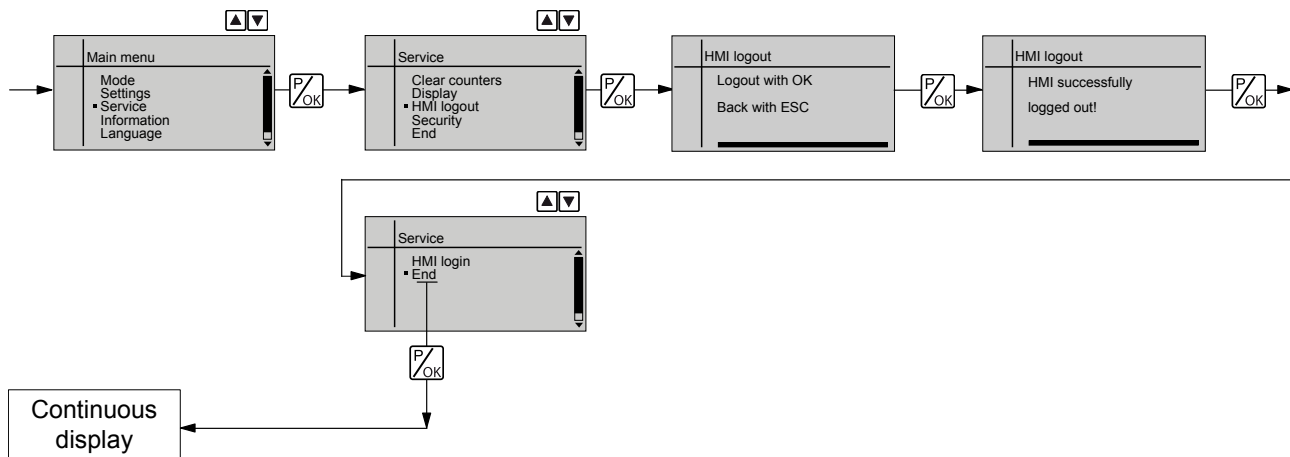 Main menu
Mode
Settings
Service
Information
Language
P/OK
Service
Clear counters
Display
HMI logout
Security
End
P/OK
HMI logout
Logout with OK
Back with ESC
P/OK
HMI logout
HMI successfully
logged out!
P/OK
Service
HMI login
End
P/OK
Continuous
display